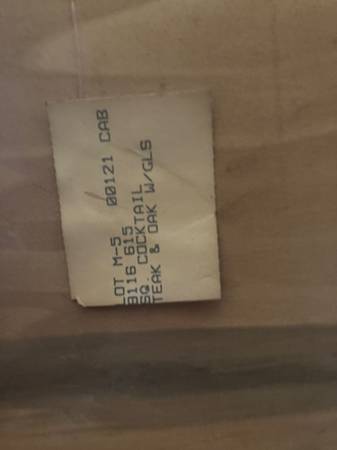 LOT M-5 00121 CAB
3116 615
SQ. COCKTAIL
TEAK & OAK W/GLS